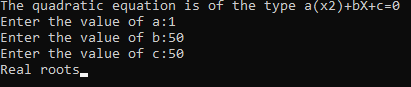 The quadratic equation is of the type a(x2)+bX+c=0
Enter the value of a:1
Enter the value of b:50
Enter the value of c:50
Real roots